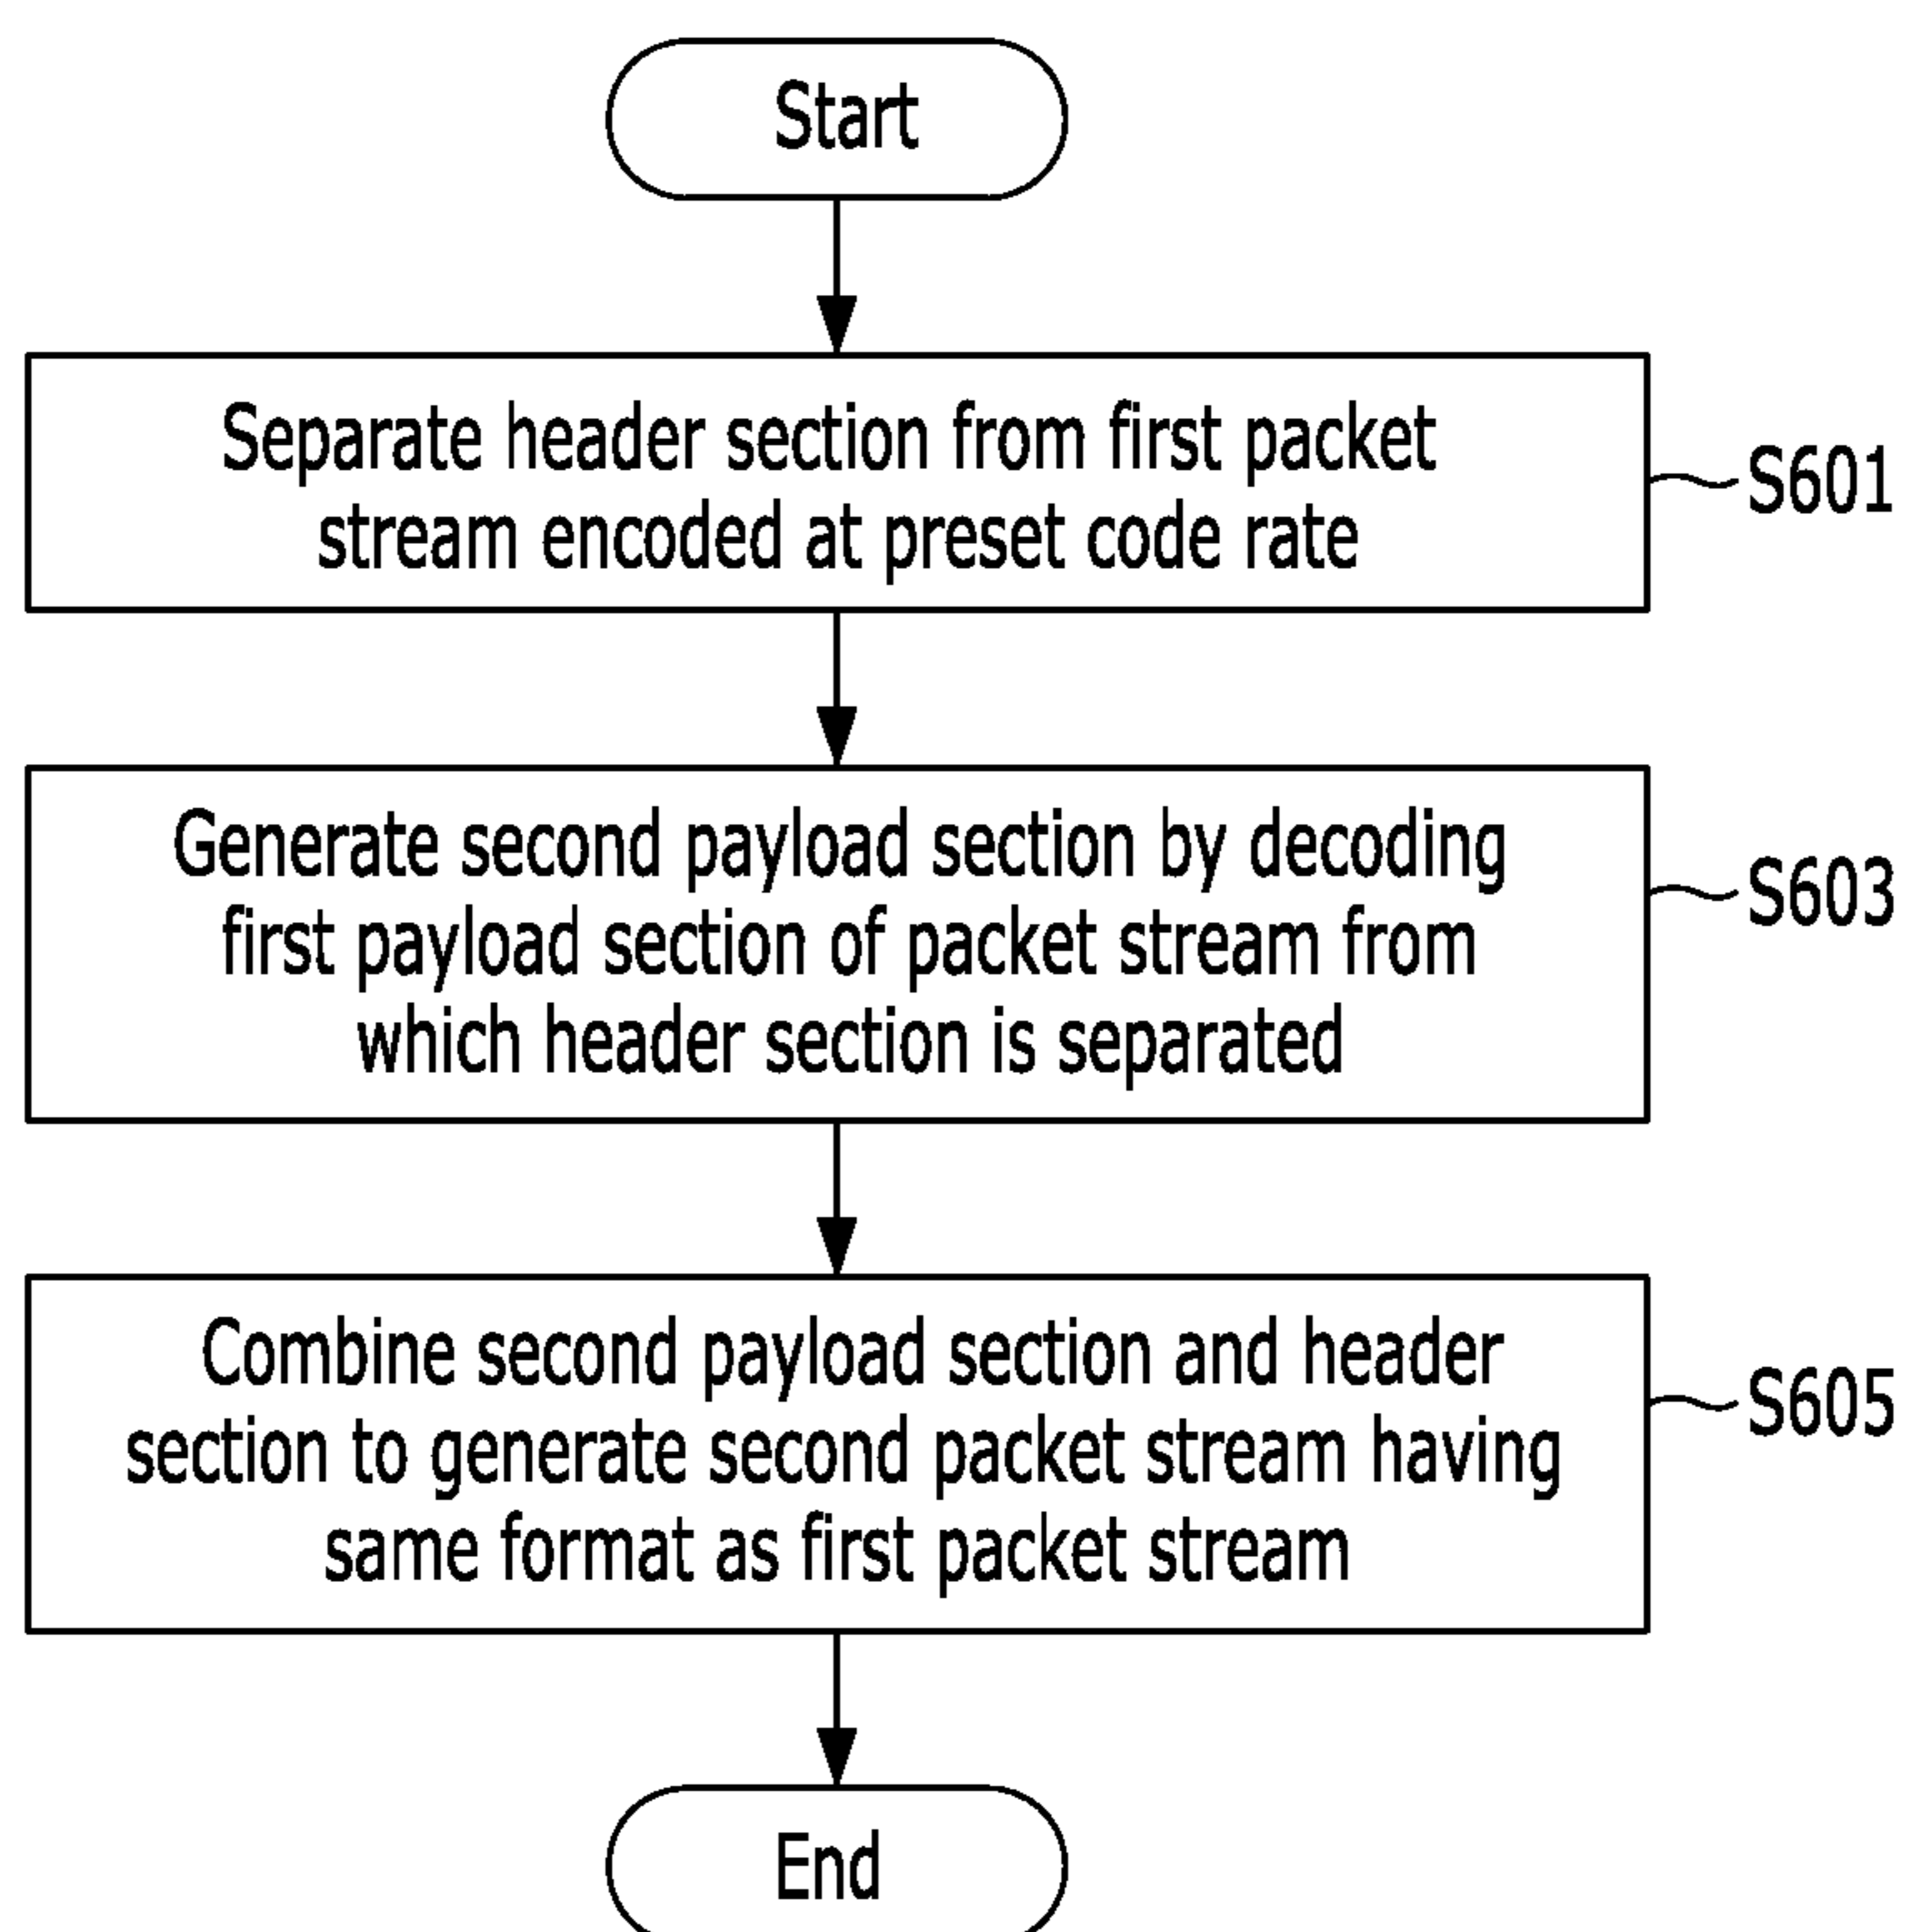 Start
Separate header section from first packet
stream encoded at preset code rate
S601
Generate second payload section by decoding
first payload section of packet stream from
which header section is separated
S603
Combine second payload section and header
section to generate second packet stream having
same format as first packet stream
S605
End